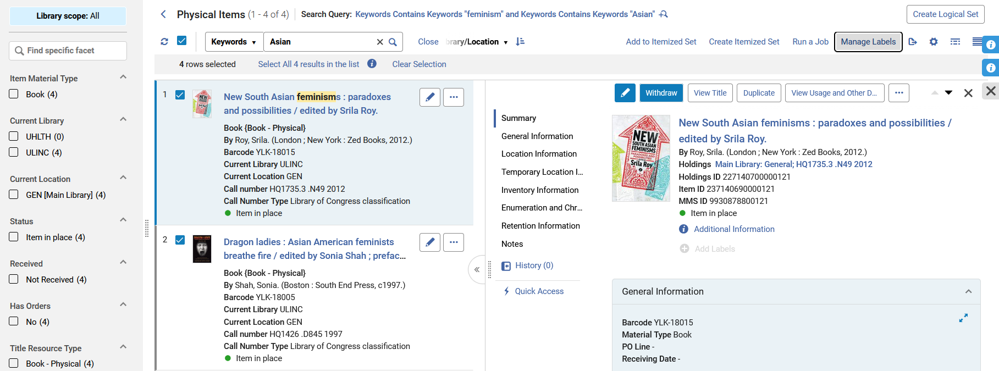 Library scope: All
Find specific facet
Item Material Type
Book (4)
Current Library
UHLTH (0)
ULINC (4)
Current Location
GEN [Main Library] (4)
Status
Item in place (4)
Received
Not Received (4)
Has Orders
No (4)
Title Resource Type
Book - Physical (4)
Physical Items (1 - 4 of 4) Search Query: Keywords Contains Keywords "feminism" and Keywords Contains Keywords "Asian"
Create Logical Set
Keywords Asian Close brary/Location Add to Itemized Set Create Itemized Set Run a Job Manage Labels
4 rows selected Select All 4 results in the list Clear Selection
1
New South Asian feminisms : paradoxes
and possibilities / edited by Srila Roy.
Book {Book - Physical}
By Roy, Srila. (London ; New York : Zed Books, 2012.)
Barcode YLK-18015
Current Library ULINC
Current Location GEN
Call number HQ1735.3 .N49 2012
Call Number Type Library of Congress classification
Item in place
2
Dragon ladies : Asian American feminists
breathe fire / edited by Sonia Shah ; prefac...
Book {Book - Physical}
By Shah, Sonia. (Boston : South End Press, c1997.)
Barcode YLK-18005
Current Library ULINC
Current Location GEN
Call number HQ1426 .D845 1997
Call Number Type Library of Congress classification
Item in place
Summary
General Information
Location Information
Temporary Location I...
Inventory Information
Enumeration and Chr...
Retention Information
Notes
History (0)
Quick Access
Withdraw View Title Duplicate View Usage and Other D...
NEW
SOUTH ASIAN
FEMINISMS
PARADOXES AND
POSSIBILITIES
Srila Roy
New South Asian feminisms : paradoxes and possibilities /
edited by Srila Roy.
By Roy, Srila. (London ; New York : Zed Books, 2012.)
Holdings Main Library: General; HQ1735.3 .N49 2012
Holdings ID 227140700000121
Item ID 237140690000121
MMS ID 9930878800121
Item in place
Additional Information
Add Labels
General Information
Barcode YLK-18015
Material Type Book
PO Line -
Receiving Date -